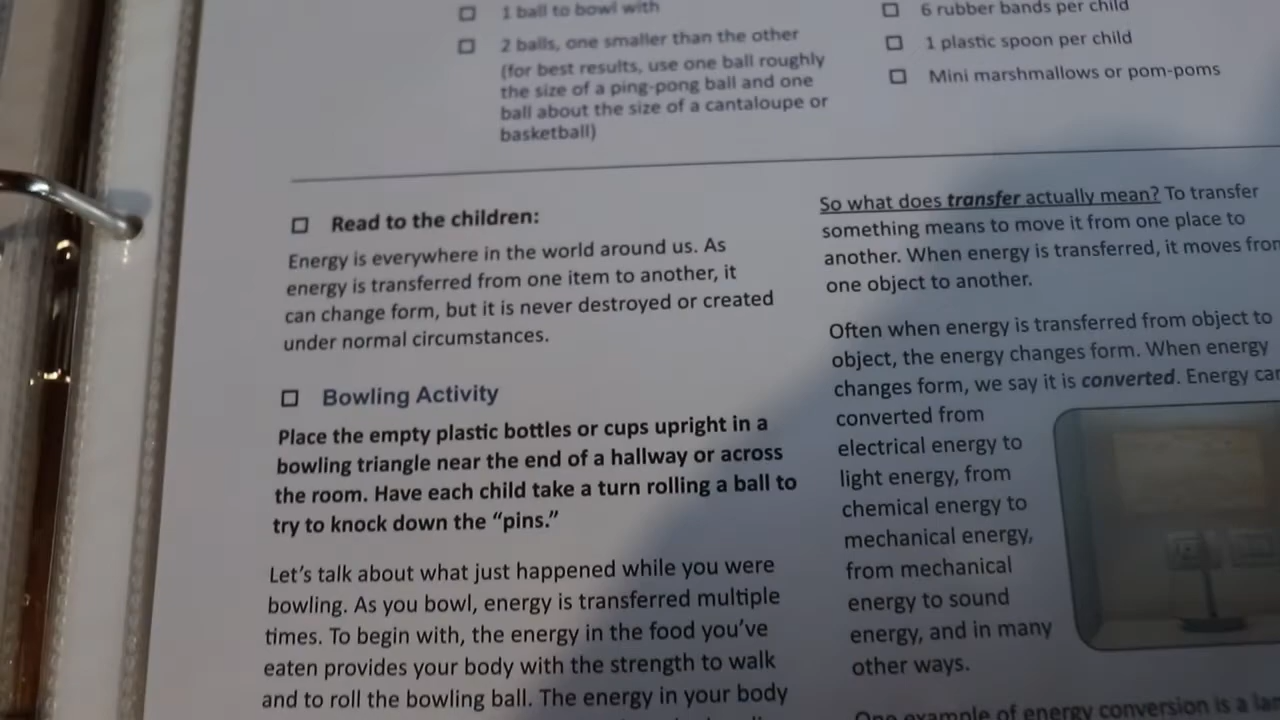 1 ball to bowl with
2 balls, one smaller than the other
(for best results, use one ball roughly
the size of a ping-pong ball and one
ball about the size of a cantaloupe or
basketball)
6 rubber bands per child
1 plastic spoon per child
Mini marshmallows or pom-poms
Read to the children:
Energy is everywhere in the world around us. As
energy is transferred from one item to another, it
can change form, but it is never destroyed or created
under normal circumstances.
Bowling Activity
Place the empty plastic bottles or cups upright in a
bowling triangle near the end of a hallway or across
the room. Have each child take a turn rolling a ball to
try to knock down the “pins.”
Let’s talk about what just happened while you were
bowling. As you bowl, energy is transferred multiple
times. To begin with, the energy in the food you’ve
eaten provides your body with the strength to walk
and to roll the bowling ball. The energy in your body
So what does transfer actually mean? To transfer
something means to move it from one place to
another. When energy is transferred, it moves from
one object to another.
Often when energy is transferred from object to
object, the energy changes form. When energy
changes form, we say it is converted. Energy can
converted from
electrical energy to
light energy, from
chemical energy to
mechanical energy,
from mechanical
energy to sound
energy, and in many
other ways.
One example of energy conversion is a